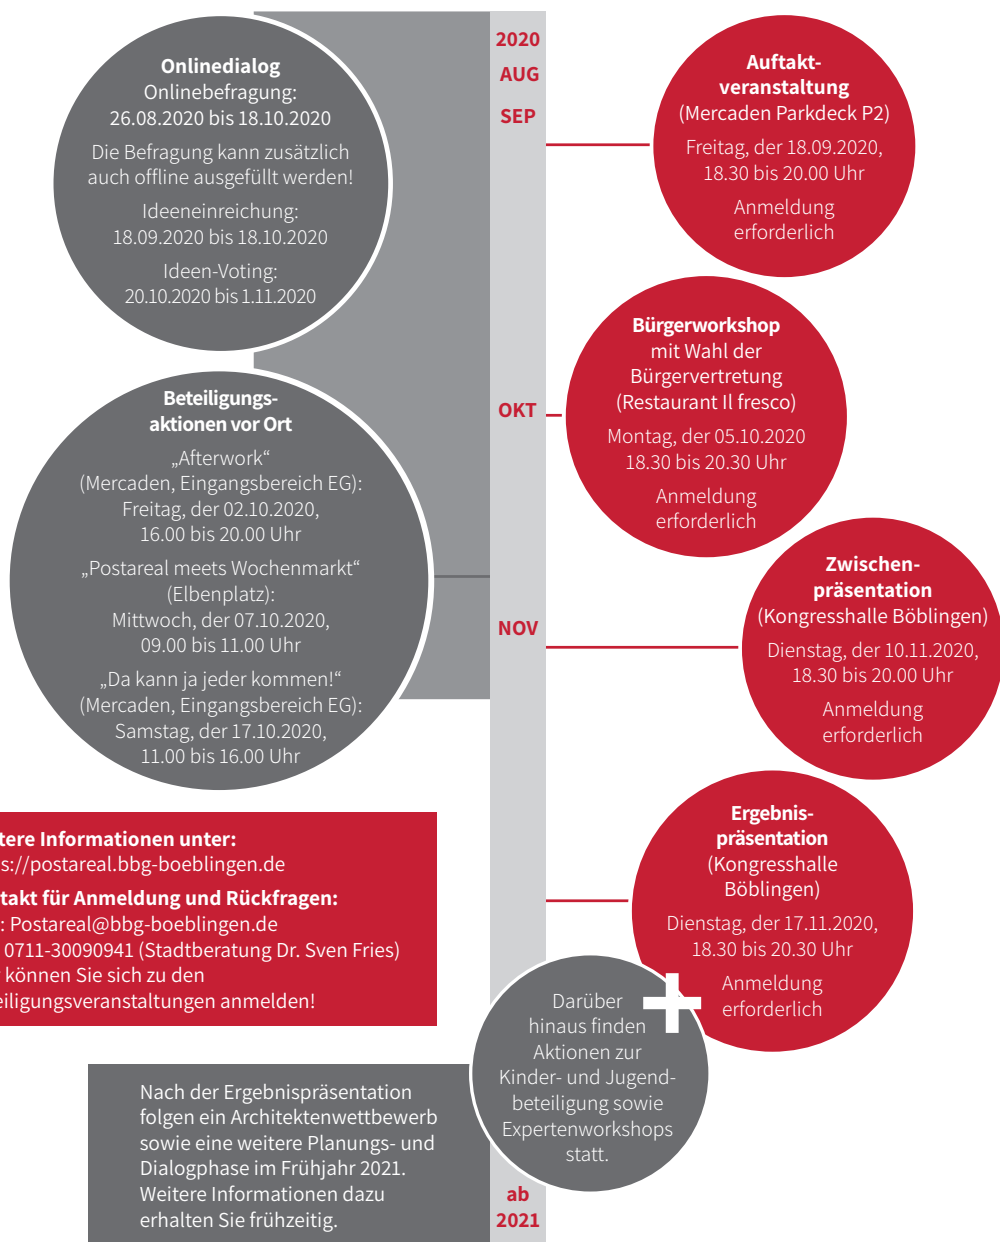 Onlinedialog
Onlinebefragung:
26.08.2020 bis 18.10.2020
Die Befragung kann zusätzlich
auch offline ausgefüllt werden!
Ideeneinreichung:
18.09.2020 bis 18.10.2020
Ideen-Voting:
20.10.2020 bis 1.11.2020
2020
AUG
SEP
Auftakt-
veranstaltung
(Mercaden Parkdeck P2)
Freitag, der 18.09.2020,
18.30 bis 20.00 Uhr
Anmeldung
erforderlich
Beteiligungs-
aktionen vor Ort
„Afterwork“
(Mercaden, Eingangsbereich EG):
Freitag, der 02.10.2020,
16.00 bis 20.00 Uhr
„Postareal meets Wochenmarkt“
(Elbenplatz):
Mittwoch, der 07.10.2020,
09.00 bis 11.00 Uhr
„Da kann ja jeder kommen!“
(Mercaden, Eingangsbereich EG):
Samstag, der 17.10.2020,
11.00 bis 16.00 Uhr
OKT
Bürgerworkshop
mit Wahl der
Bürgervertretung
(Restaurant Il fresco)
Montag, der 05.10.2020
18.30 bis 20.30 Uhr
Anmeldung
erforderlich
NOV
Zwischen-
präsentation
(Kongresshalle Böblingen)
Dienstag, der 10.11.2020,
18.30 bis 20.00 Uhr
Anmeldung
erforderlich
Ergebnis-
präsentation
(Kongresshalle
Böblingen)
Dienstag, der 17.11.2020,
18.30 bis 20.30 Uhr
Anmeldung
erforderlich
tere Informationen unter:
s://postareal.bbg-boeblingen.de
takt für Anmeldung und Rückfragen:
: Postareal@bbg-boeblingen.de
0711-30090941 (Stadtberatung Dr. Sven Fries)
können Sie sich zu den
eiligungsveranstaltungen anmelden!
Darüber
hinaus finden
Aktionen zur
Kinder- und Jugend-
beteiligung sowie
Expertenworkshops
statt.
Nach der Ergebnispräsentation
folgen ein Architektenwettbewerb
sowie eine weitere Planungs- und
Dialogphase im Frühjahr 2021.
Weitere Informationen dazu
erhalten Sie frühzeitig.
ab
2021